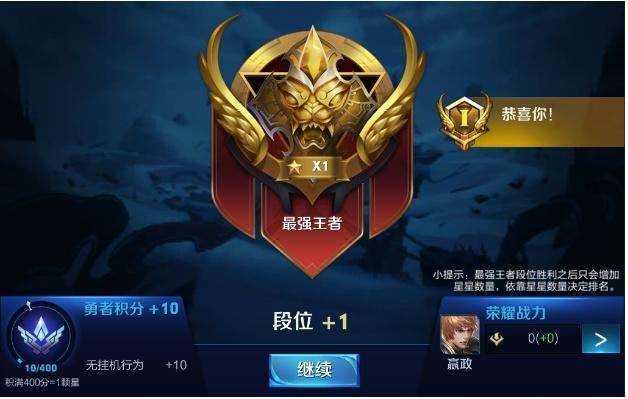 I
恭喜你！
X1
最强王者
小提示：最强王者段位胜利之后只会增加
星星数量，依靠星星数量决定排名。
勇者积分 +10
10/400
无挂机行为 +10
积满400分=1颗星
段位 +1
继续
荣耀战力
0(+0)
嬴政